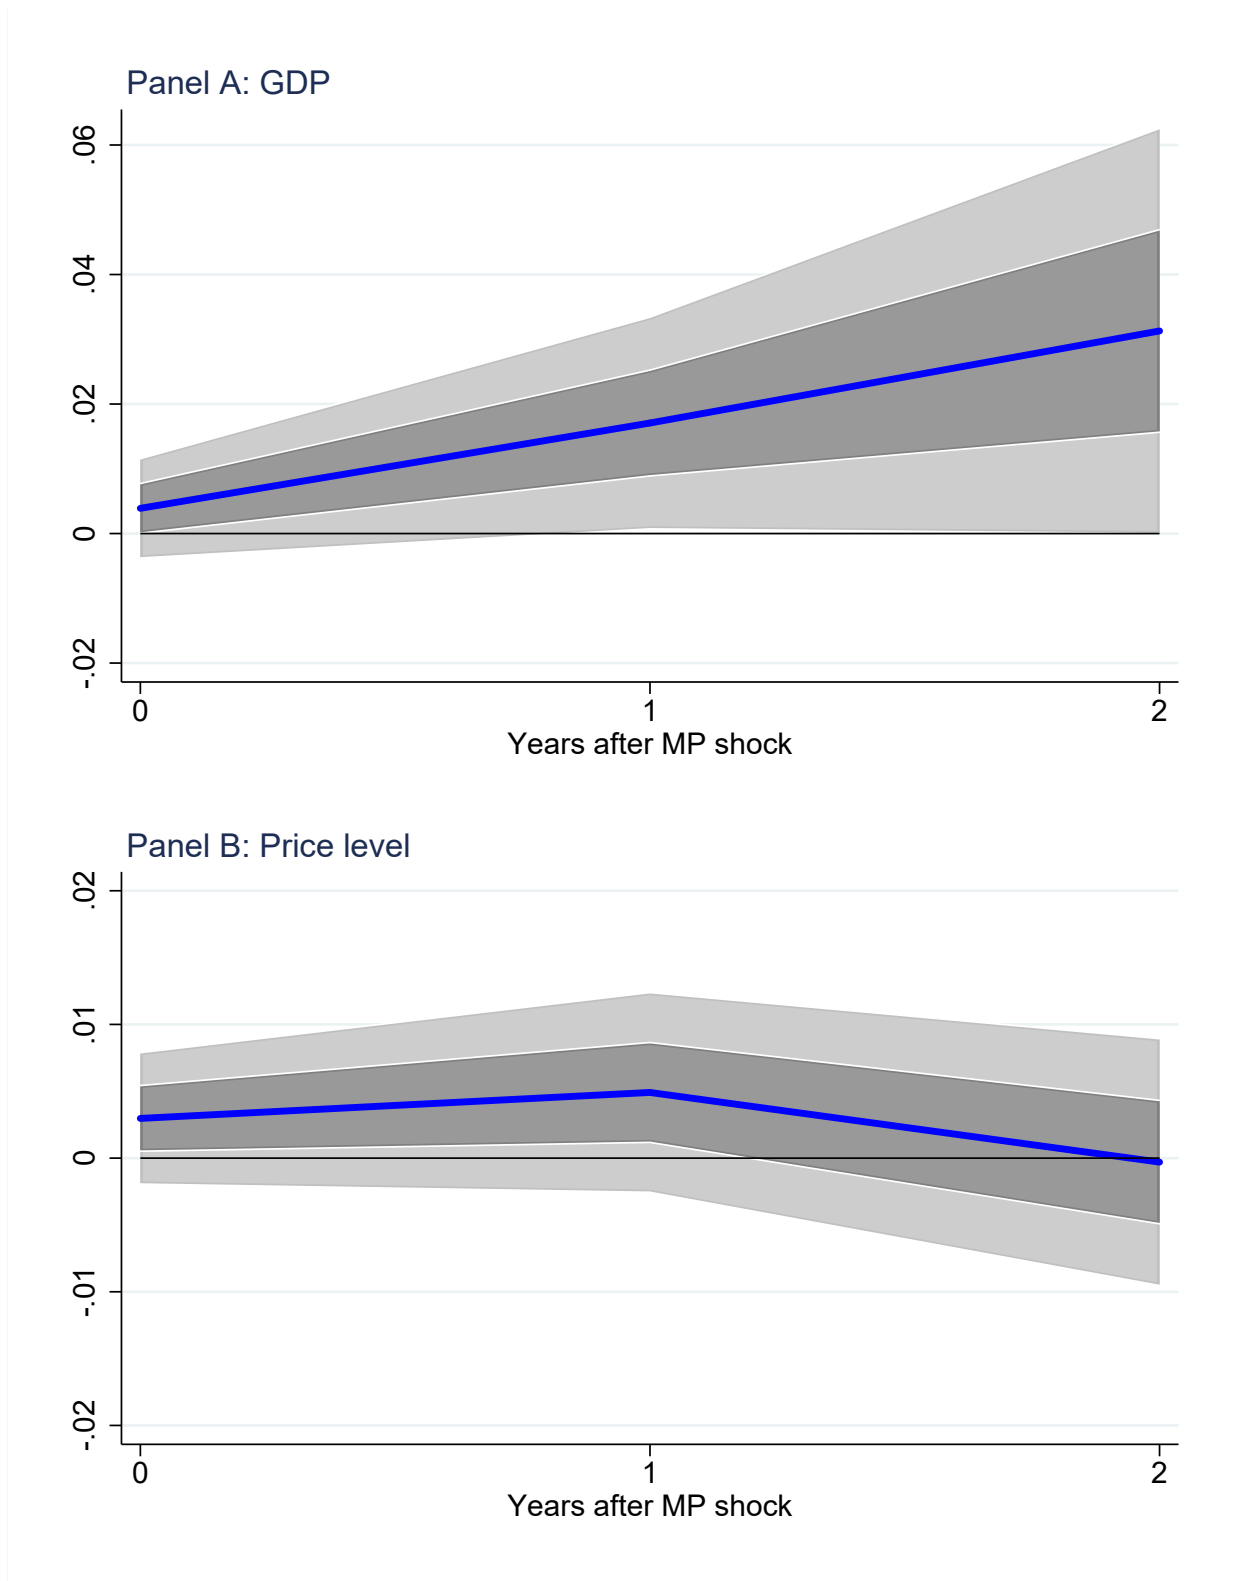 Panel A: GDP
.06
.04
.02
0
-.02
0 1 2
Years after MP shock
Panel B: Price level
.02
.01
0
-.01
-.02
0 1 2
Years after MP shock